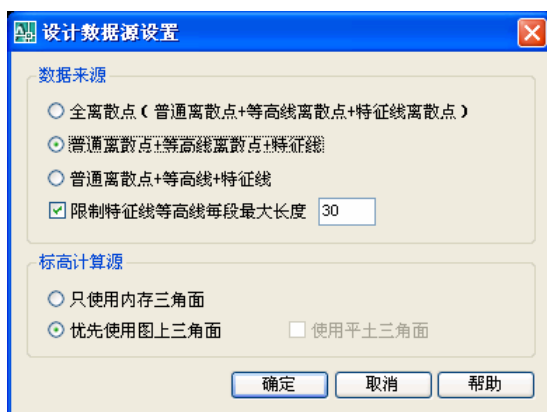 设计数据源设置
数据来源
全离散点（普通离散点+等高线离散点+特征线离散点）
普通离散点+等高线离散点+特征线
普通离散点+等高线+特征线
限制特征线等高线每段最大长度 30
标高计算源
只使用内存三角面
优先使用图上三角面 使用平土三角面
确定 取消 帮助